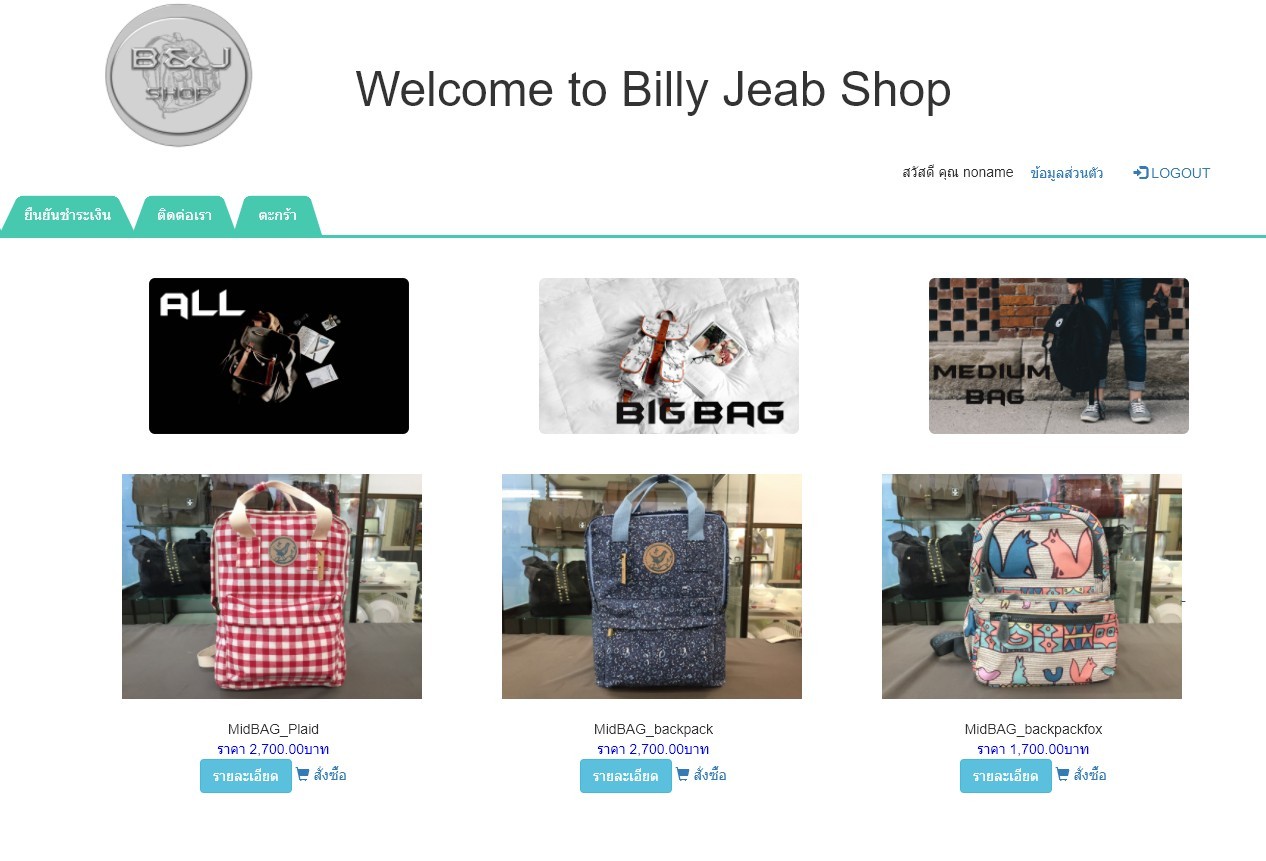 B&J
SHOP
Welcome to Billy Jeab Shop
สวัสดี คุณ noname ข้อมูลส่วนตัว LOGOUT
ยืนยันชำระเงิน ติดต่อเรา ตะกร้า
ALL
BIG BAG
MEDIUM
BAG
MidBAG_Plaid
ราคา 2,700.00บาท
รายละเอียด สั่งซื้อ
MidBAG_backpack
ราคา 2,700.00บาท
รายละเอียด สั่งซื้อ
MidBAG_backpackfox
ราคา 1,700.00บาท
รายละเอียด สั่งซื้อ